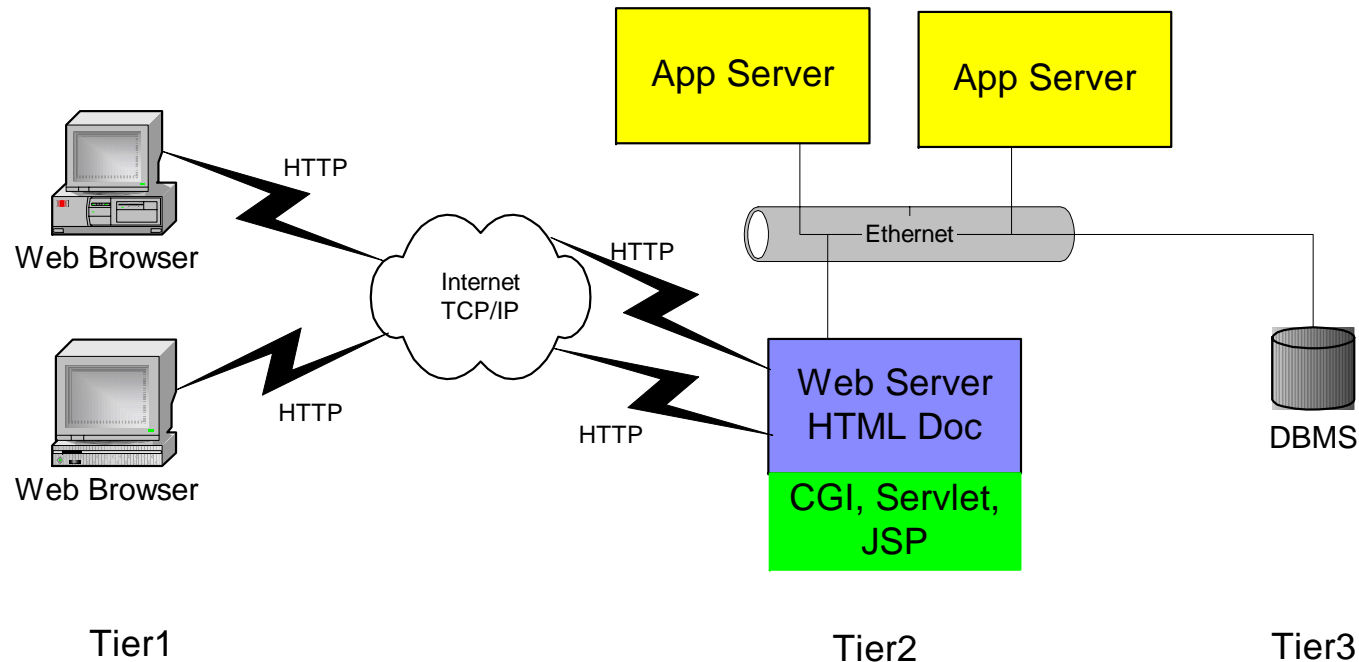 App Server
App Server
HTTP
Web Browser
Internet
TCP/IP
HTTP
Ethernet
Web Server
HTML Doc
HTTP
HTTP
DBMS
Web Browser
CGI, Servlet,
JSP
Tier1
Tier2
Tier3